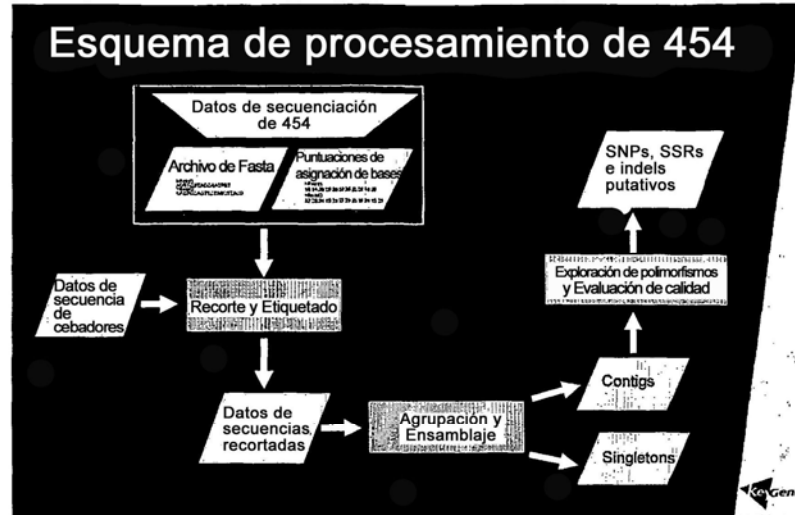 Esquema de procesamiento de 454
Datos de secuenciación
de 454
Archivo de Fasta
Puntuaciones de
asignación de bases
SNPs, SSRs
e indels
putativos
Datos de
secuencia
de
cebadores
Recorte y Etiquetado
Exploración de polimorfismos
y Evaluación de calidad
Datos de
secuencias
recortadas
Agrupación y
Ensamblaje
Contigs
Singletons
KeyGene